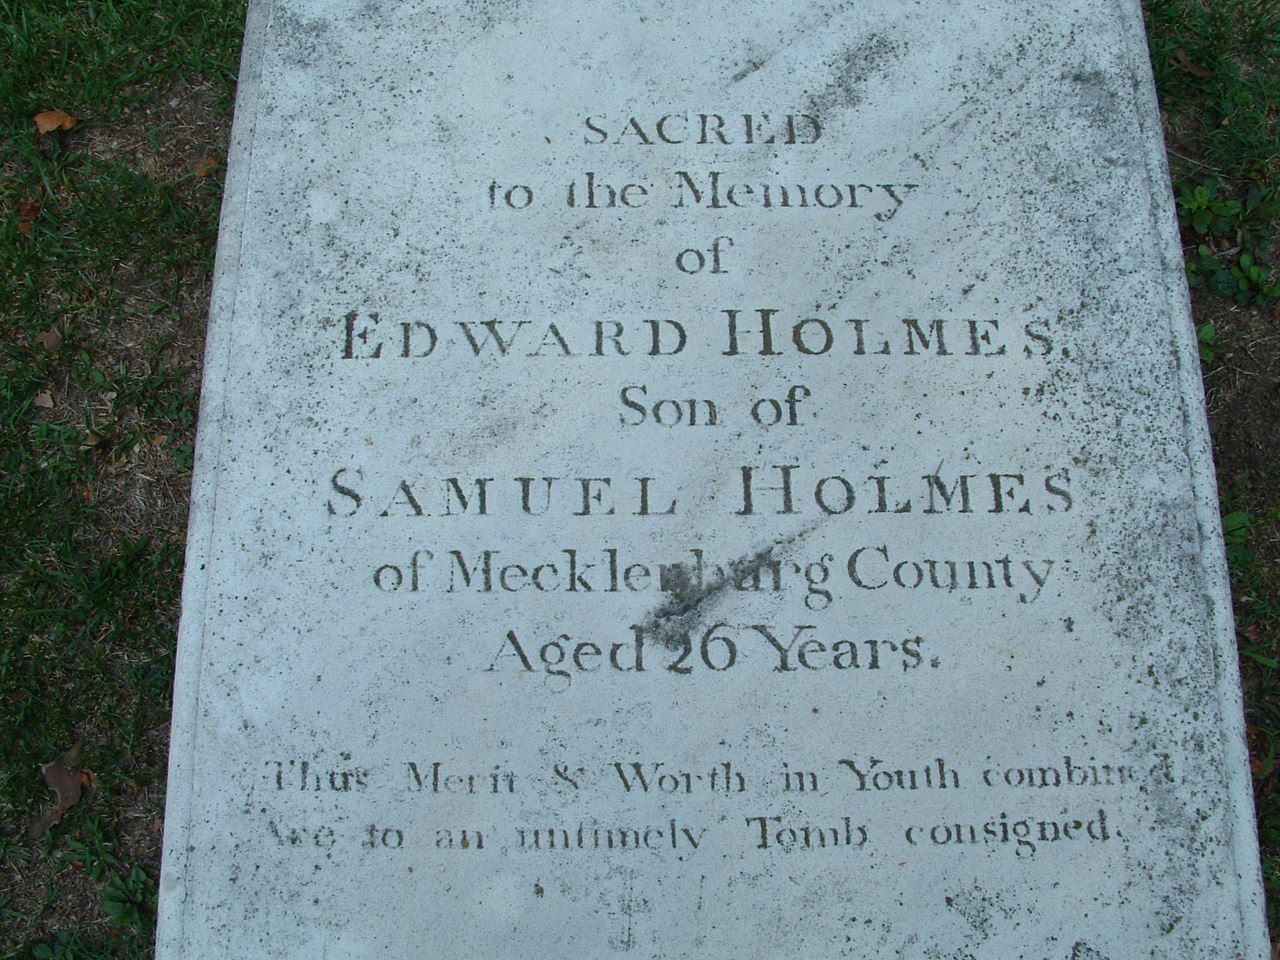 SACRED
to the Memory
of
EDWARD HOLMES
Son of
SAMUEL HOLMES
of Mecklenburg County
Aged 26 Years.
Thus Merit & Worth in Youth combined
Are to an untimely Tomb consigned.